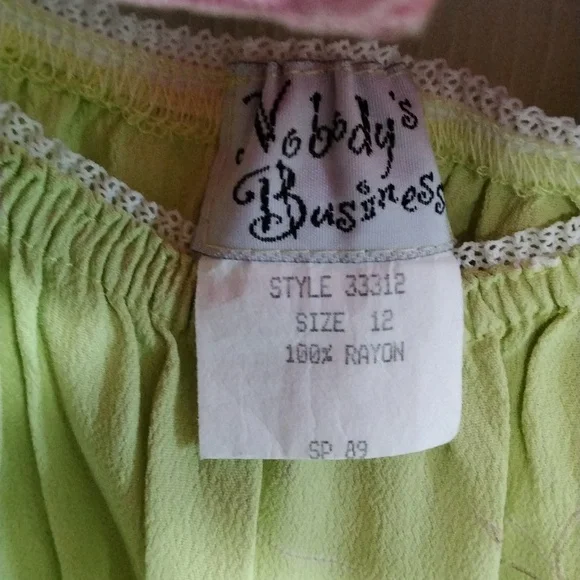 Nobody's
Business
STYLE 33312
SIZE 12
100% RAYON
SP 89